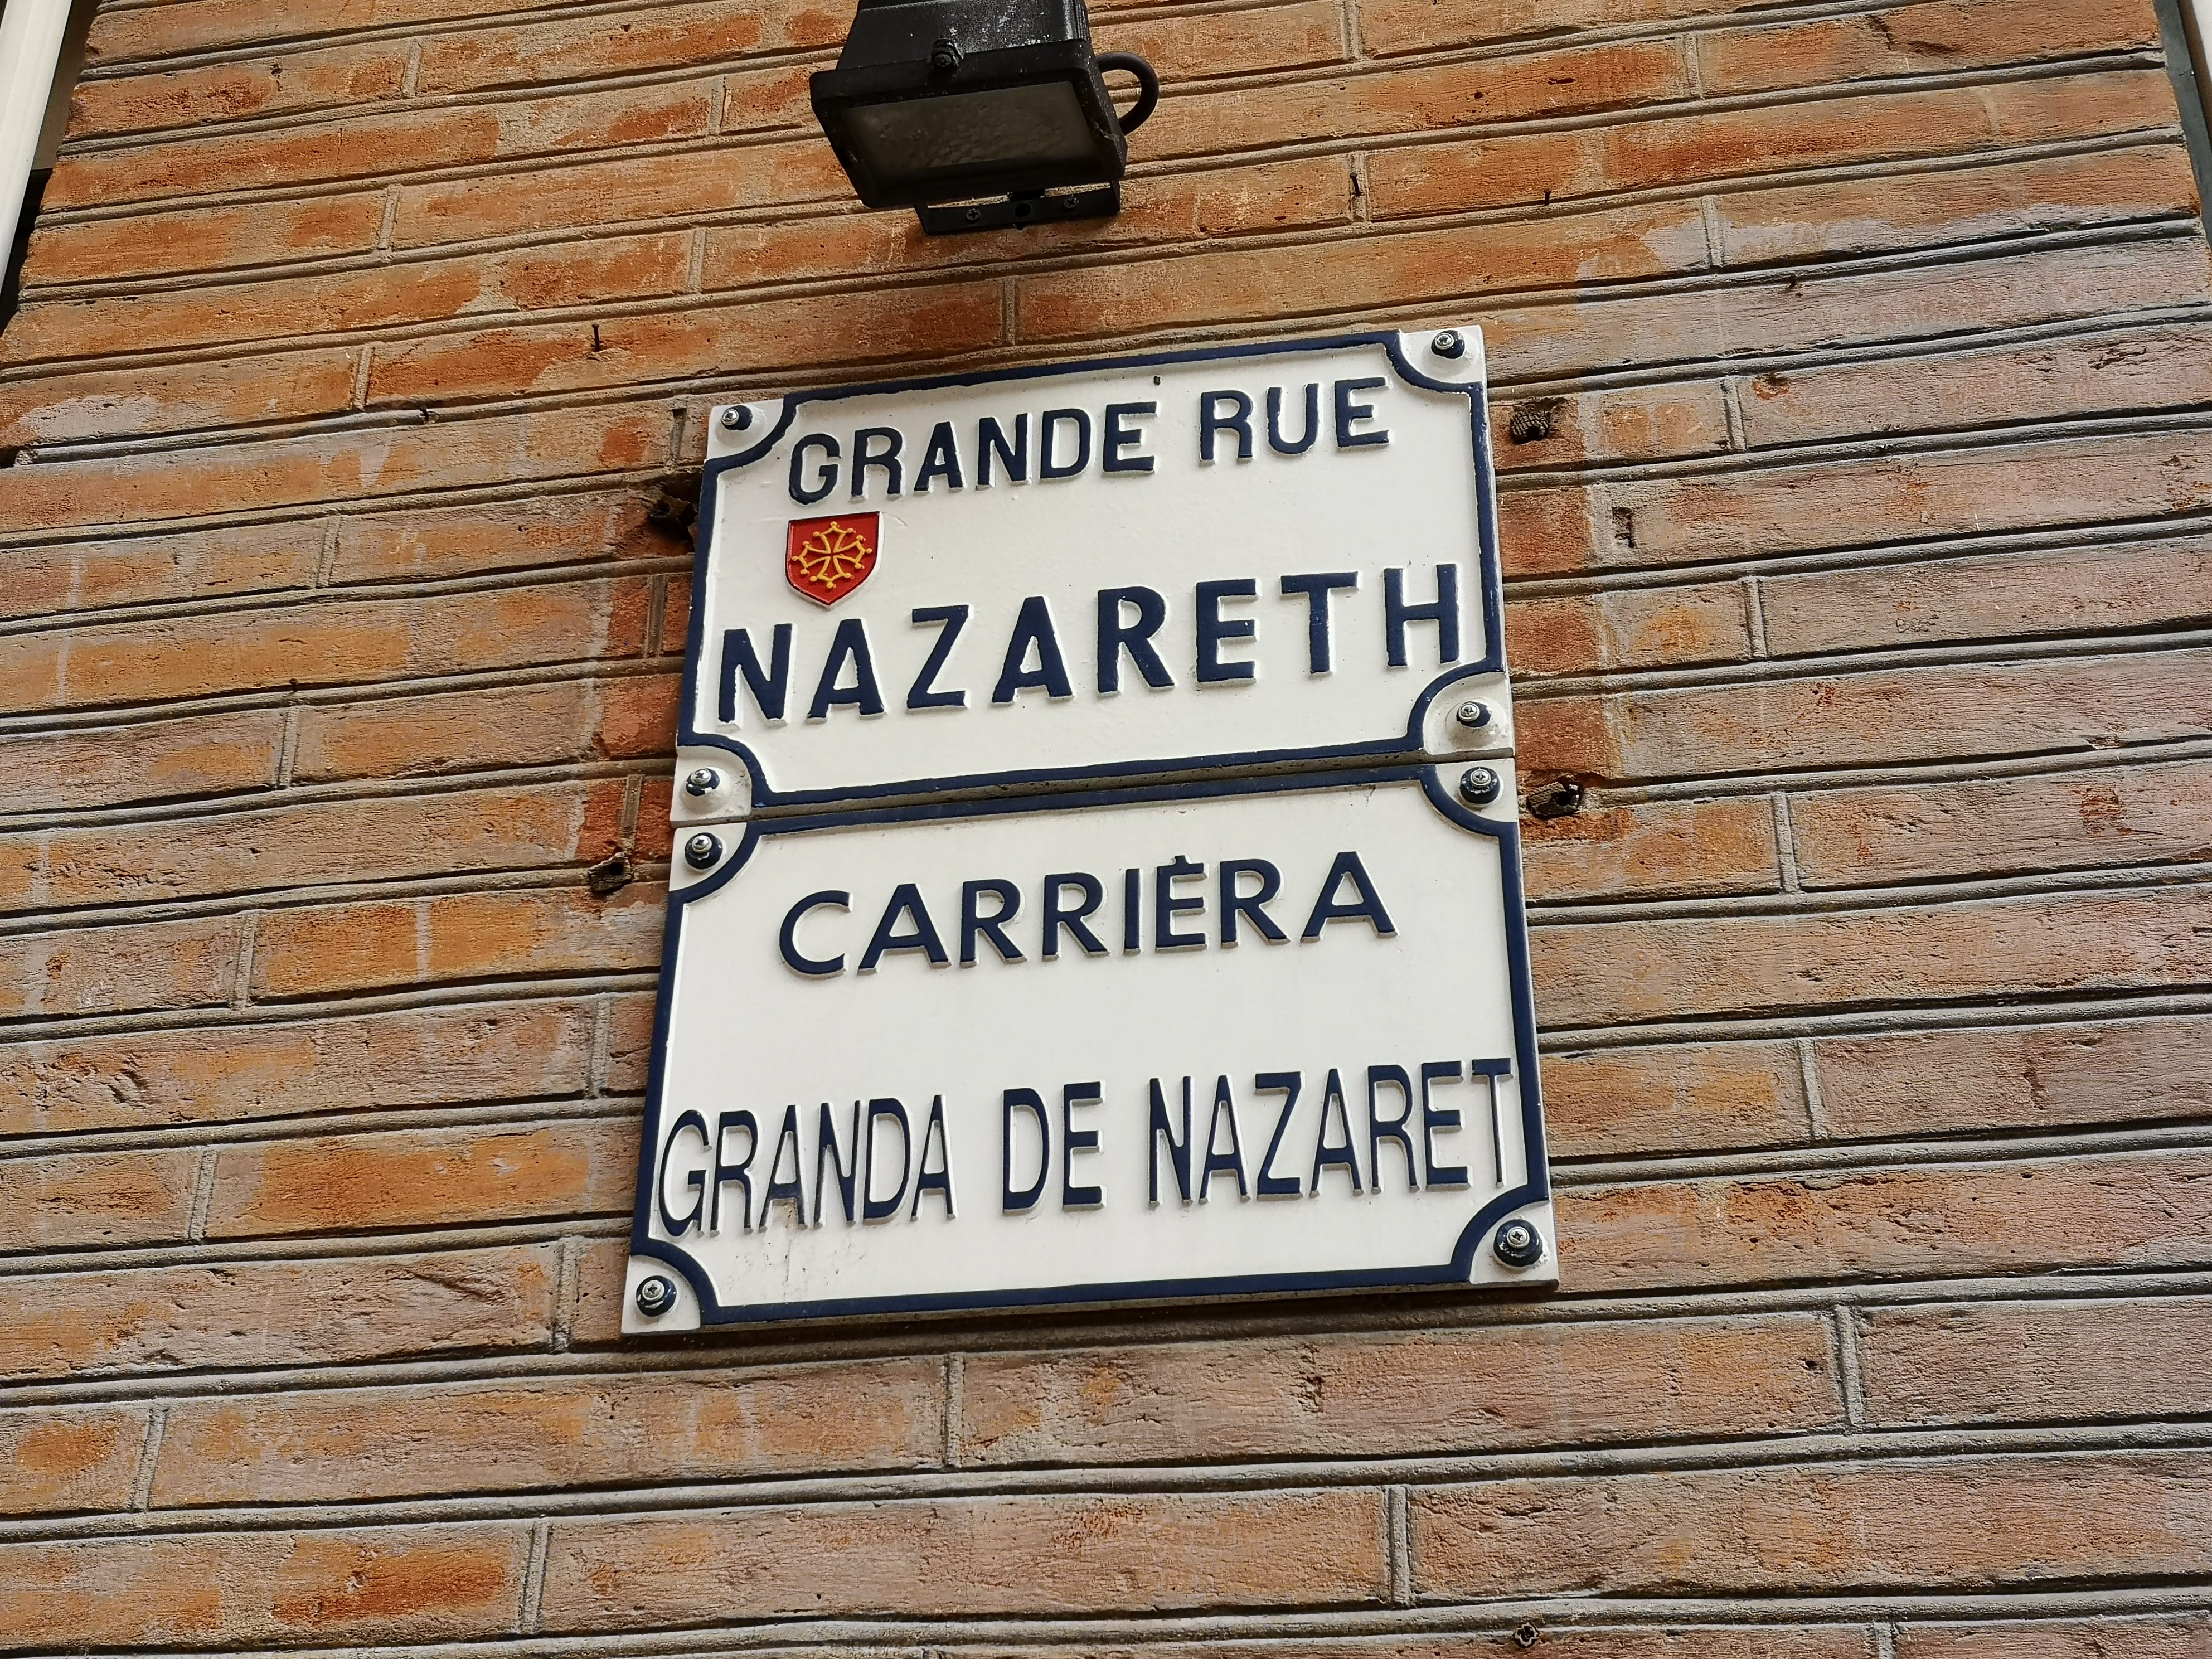 GRANDE RUE
NAZARETH
CARRIÈRA
GRANDA DE NAZARET